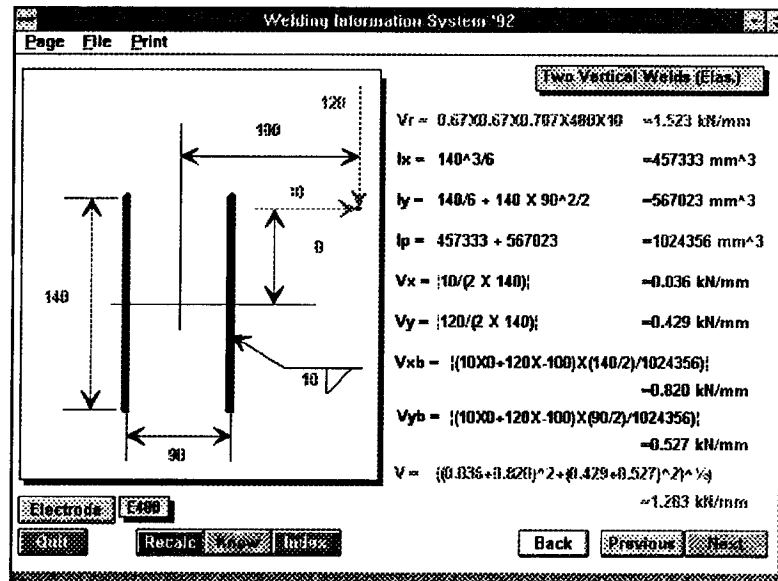 Welding Information System '92
Page File Print
Two Vertical Welds (Elas.)
120
100
10
0
140
10
90
Vr = 0.67X0.67X0.707X480X10 =1.523 kN/mm
Ix = 140^3/6 =457333 mm^3
Iy = 140/6 + 140 X 90^2/2 =567023 mm^3
Ip = 457333 + 567023 =1024356 mm^3
Vx = |10/(2 X 140)| =0.036 kN/mm
Vy = |120/(2 X 140)| =0.429 kN/mm
Vxb = |(10X0+120X-100)X(140/2)/1024356)|
=0.820 kN/mm
Vyb = |(10X0+120X-100)X(90/2)/1024356)|
=0.527 kN/mm
V = ((0.036+0.820)^2+(0.429+0.527)^2)^½)
=1.283 kN/mm
Electrode E480
Quit Recalc Know Index Back Previous Next